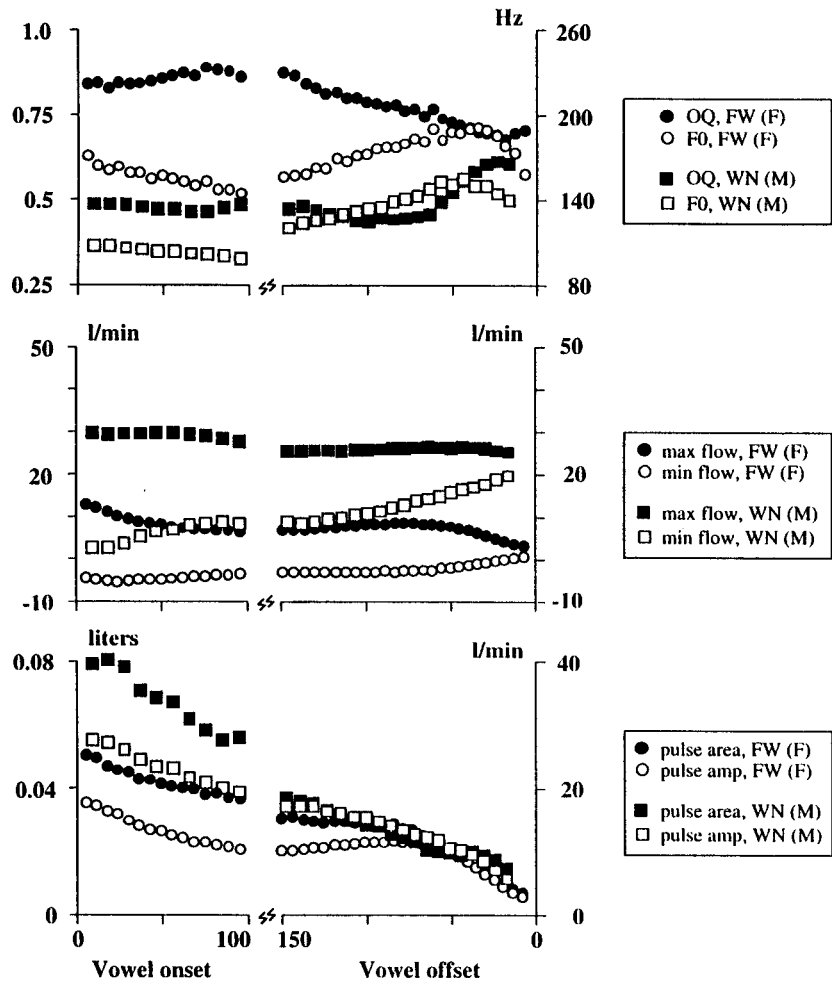 Hz
1.0
260
0.75
200
0.5
140
0.25
80
OQ, FW (F)
F0, FW (F)
OQ, WN (M)
F0, WN (M)
l/min
l/min
50
50
20
20
-10
-10
max flow, FW (F)
min flow, FW (F)
max flow, WN (M)
min flow, WN (M)
liters
l/min
0.08
40
0.04
20
0
0
pulse area, FW (F)
pulse amp, FW (F)
pulse area, WN (M)
pulse amp, WN (M)
0
100
150
0
Vowel onset
Vowel offset